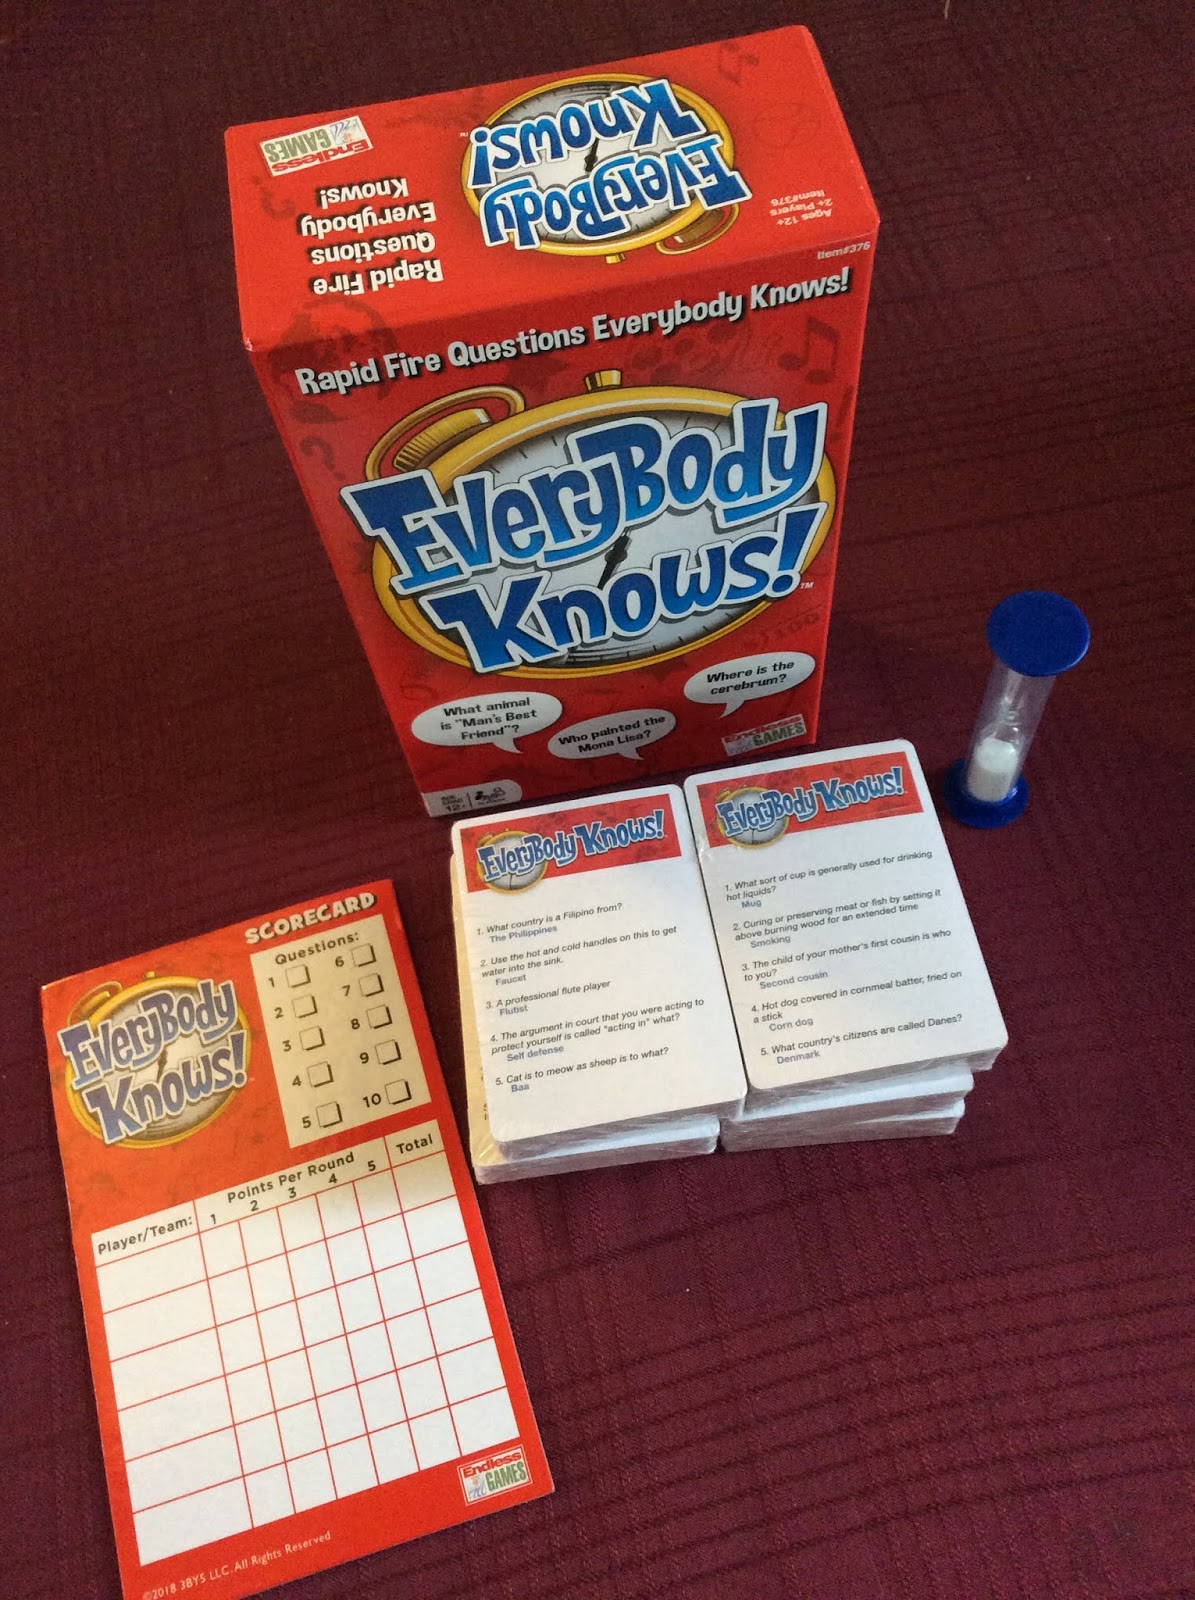 Endless
GAMES
EveryBody
Knows!
™
Rapid Fire
Questions
Everybody
Knows!
Ages 12+
2+ Players
Item#376
Item#376
Rapid Fire Questions Everybody Knows!
EveryBody
Knows!
™
What animal
is "Man's Best
Friend"?
Who painted the
Mona Lisa?
Where is the
cerebrum?
Endless
GAMES
12+
EveryBody Knows!
1. What country is a Filipino from?
The Philippines
2. Use the hot and cold handles on this to get
water into the sink.
Faucet
3. A professional flute player
Flutist
4. The argument in court that you were acting to
protect yourself is called "acting in" what?
Self defense
5. Cat is to meow as sheep is to what?
Baa
EveryBody Knows!
1. What sort of cup is generally used for drinking
hot liquids?
Mug
2. Curing or preserving meat or fish by setting it
above burning wood for an extended time
Smoking
3. The child of your mother's first cousin is who
to you?
Second cousin
4. Hot dog covered in cornmeal batter, fried on
a stick
Corn dog
5. What country's citizens are called Danes?
Denmark
SCORECARD
EveryBody
Knows!
Questions:
1 6
2 7
3 8
4 9
5 10
Points Per Round
Player/Team: 1 2 3 4 5 Total
Endless
GAMES
©2018 3BYS LLC. All Rights Reserved